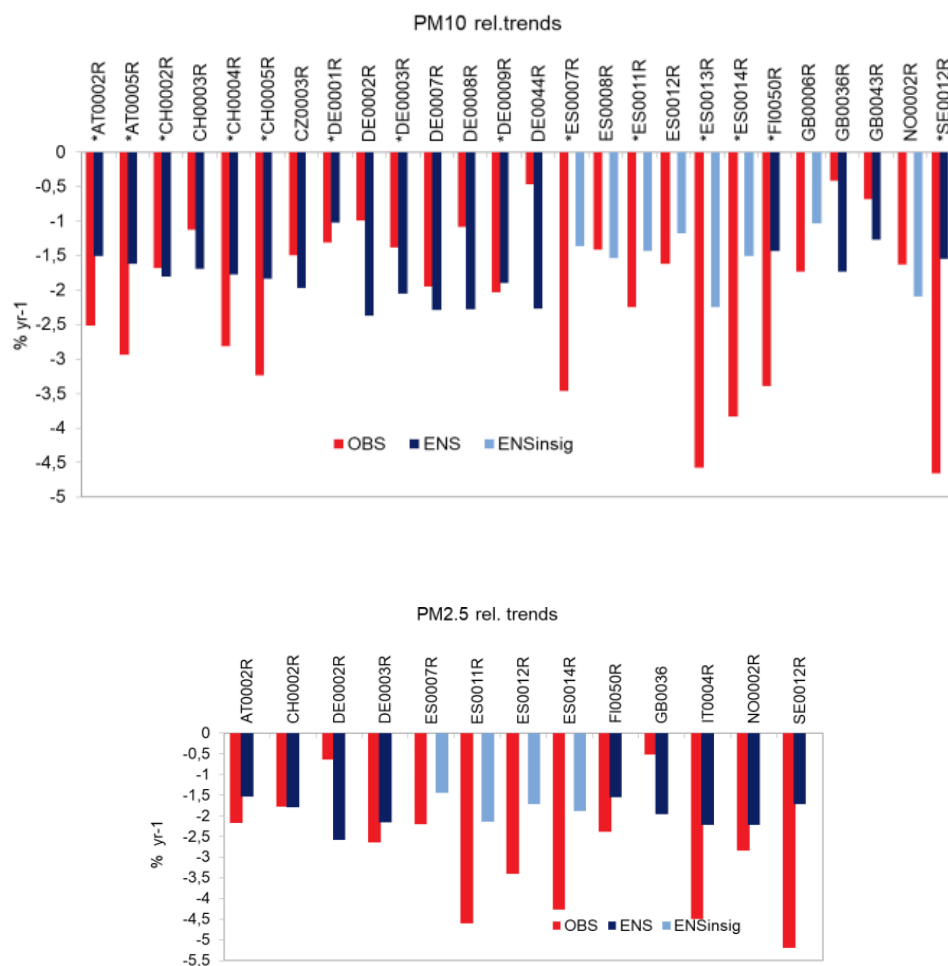 PM10 rel.trends
*AT0002R
*AT0005R
*CH0002R
CH0003R
*CH0004R
*CH0005R
CZ0003R
*DE0001R
DE0002R
*DE0003R
DE0007R
DE0008R
*DE0009R
DE0044R
*ES0007R
ES0008R
*ES0011R
ES0012R
*ES0013R
*ES0014R
*FI0050R
GB0006R
GB0036R
GB0043R
NO0002R
*SE0012R
0
-0,5
-1
-1,5
-2
-2,5
-3
-3,5
-4
-4,5
-5
% yr-1
OBS ENS ENSinsig
PM2.5 rel. trends
AT0002R
CH0002R
DE0002R
DE0003R
ES0007R
ES0011R
ES0012R
ES0014R
FI0050R
GB0036
IT0004R
NO0002R
SE0012R
0
-0,5
-1
-1,5
-2
-2,5
-3
-3,5
-4
-4,5
-5
-5.5
% yr-1
OBS ENS ENSinsig